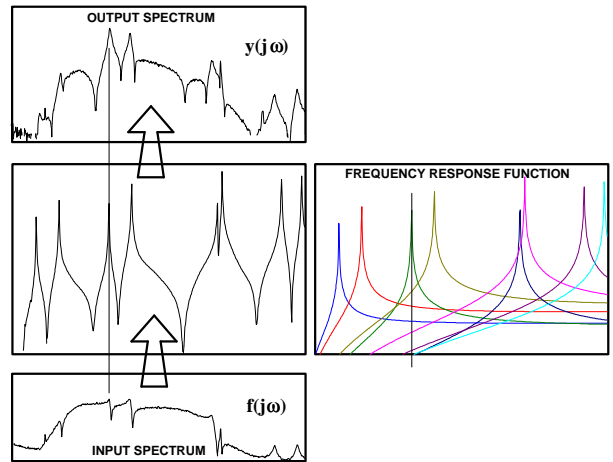 OUTPUT SPECTRUM
y(jω)
FREQUENCY RESPONSE FUNCTION
f(jω)
INPUT SPECTRUM